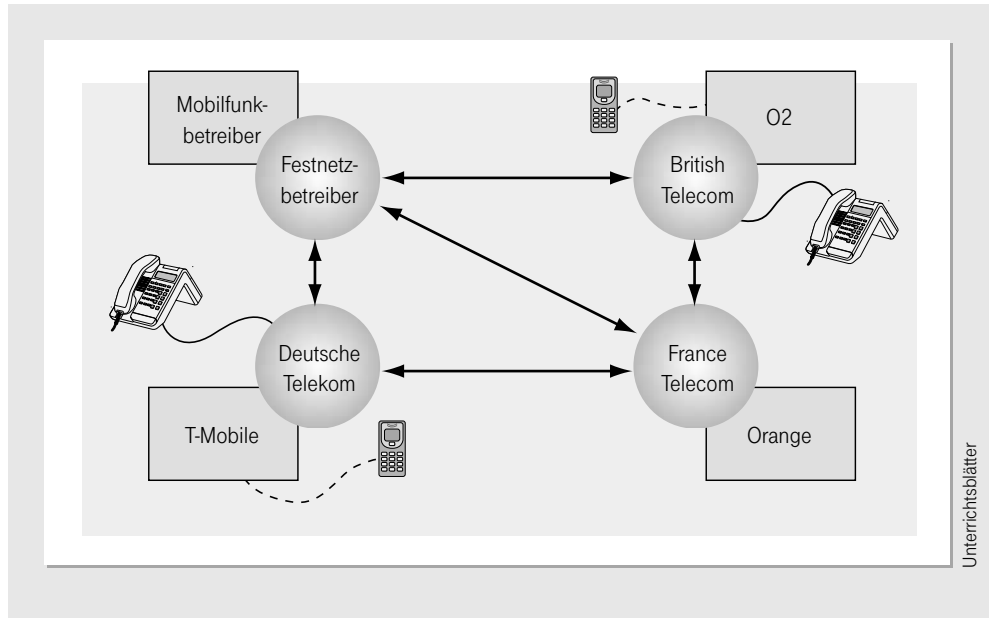 Mobilfunk-
betreiber
Festnetz-
betreiber
O2
British
Telecom
Deutsche
Telekom
T-Mobile
France
Telecom
Orange
Unterrichtsblätter